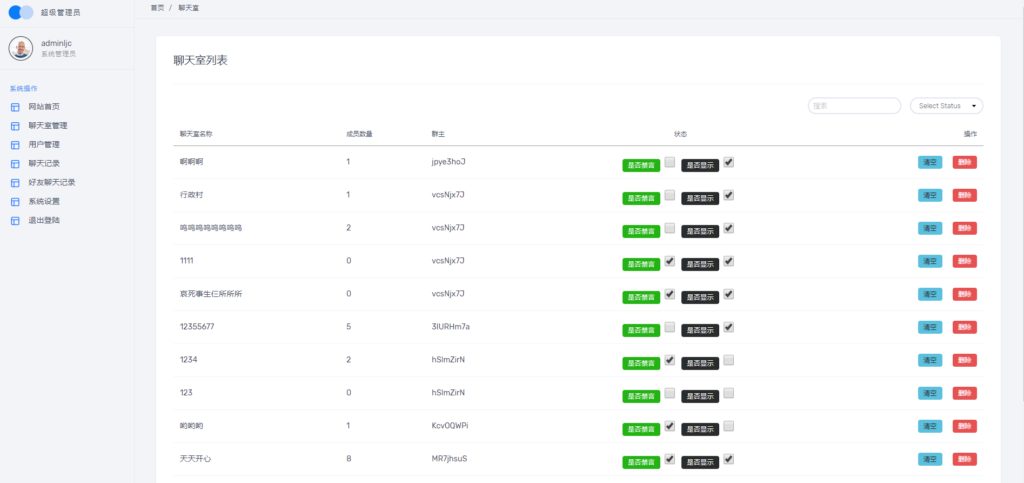 超级管理员
首页 / 聊天室
adminljc
系统管理员
系统操作
网站首页
聊天室管理
用户管理
聊天记录
好友聊天记录
系统设置
退出登陆
聊天室列表
搜索 Select Status
聊天室名称 成员数量 群主 状态 操作
啊啊啊 1 jpye3hoJ 是否禁言 是否显示 清空 删除
行政村 1 vcsNjx7J 是否禁言 是否显示 清空 删除
呜呜呜呜呜呜呜呜 2 vcsNjx7J 是否禁言 是否显示 清空 删除
1111 0 vcsNjx7J 是否禁言 是否显示 清空 删除
哀死事生仨所所所 0 vcsNjx7J 是否禁言 是否显示 清空 删除
12355677 5 3IURHm7a 是否禁言 是否显示 清空 删除
1234 2 hSlmZirN 是否禁言 是否显示 清空 删除
123 0 hSlmZirN 是否禁言 是否显示 清空 删除
哟哟哟 1 KcvOQWPi 是否禁言 是否显示 清空 删除
天天开心 8 MR7jhsuS 是否禁言 是否显示 清空 删除